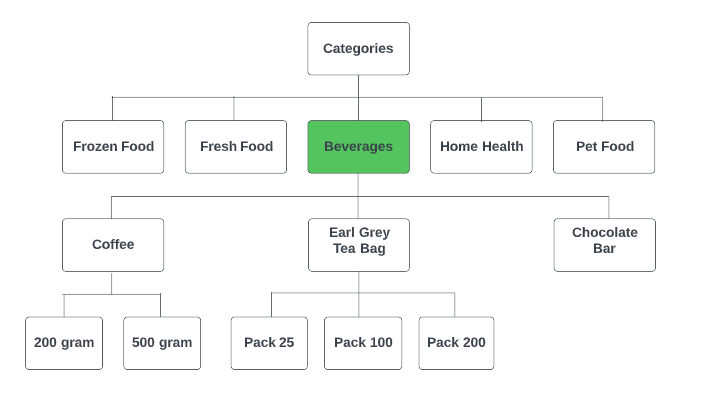 Categories
Frozen Food
Fresh Food
Beverages
Home Health
Pet Food
Coffee
Earl Grey
Tea Bag
Chocolate
Bar
200 gram
500 gram
Pack 25
Pack 100
Pack 200